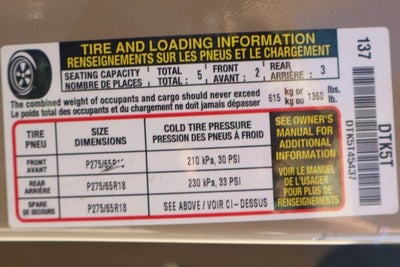 TIRE AND LOADING INFORMATION
RENSEIGNEMENTS SUR LES PNEUS ET LE CHARGEMENT
SEATING CAPACITY TOTAL : 5 FRONT : 2 REAR : 3
NOMBRE DE PLACES TOTAL AVANT ARRIÈRE
The combined weight of occupants and cargo should never exceed 615 kg or 1360 lbs.
Le poids total des occupants et du chargement ne doit jamais dépasser kg ou lb.
TIRE SIZE COLD TIRE PRESSURE
PNEU DIMENSIONS PRESSION DES PNEUS À FROID
FRONT P275/65R18 210 kPa, 30 PSI
AVANT
REAR P275/65R18 230 kPa, 33 PSI
ARRIÈRE
SPARE P275/65R18 SEE ABOVE / VOIR CI-DESSUS
DE SECOURS
SEE OWNER'S
MANUAL FOR
ADDITIONAL
INFORMATION
VOIR LE MANUEL
DE L'USAGER
POUR PLUS DE
RENSEIGNEMENTS
137
DTK5T
DTK5145437